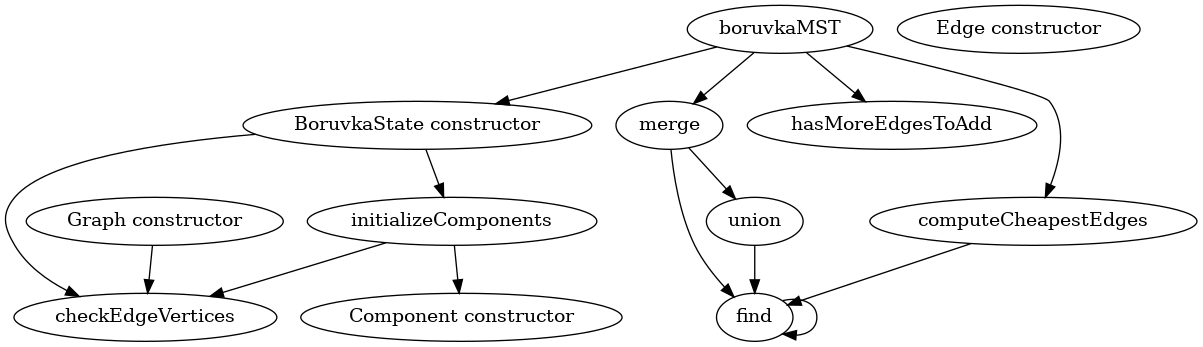 boruvkaMST
Edge constructor
BoruvkaState constructor
merge
hasMoreEdgesToAdd
Graph constructor
initializeComponents
union
computeCheapestEdges
checkEdgeVertices
Component constructor
find